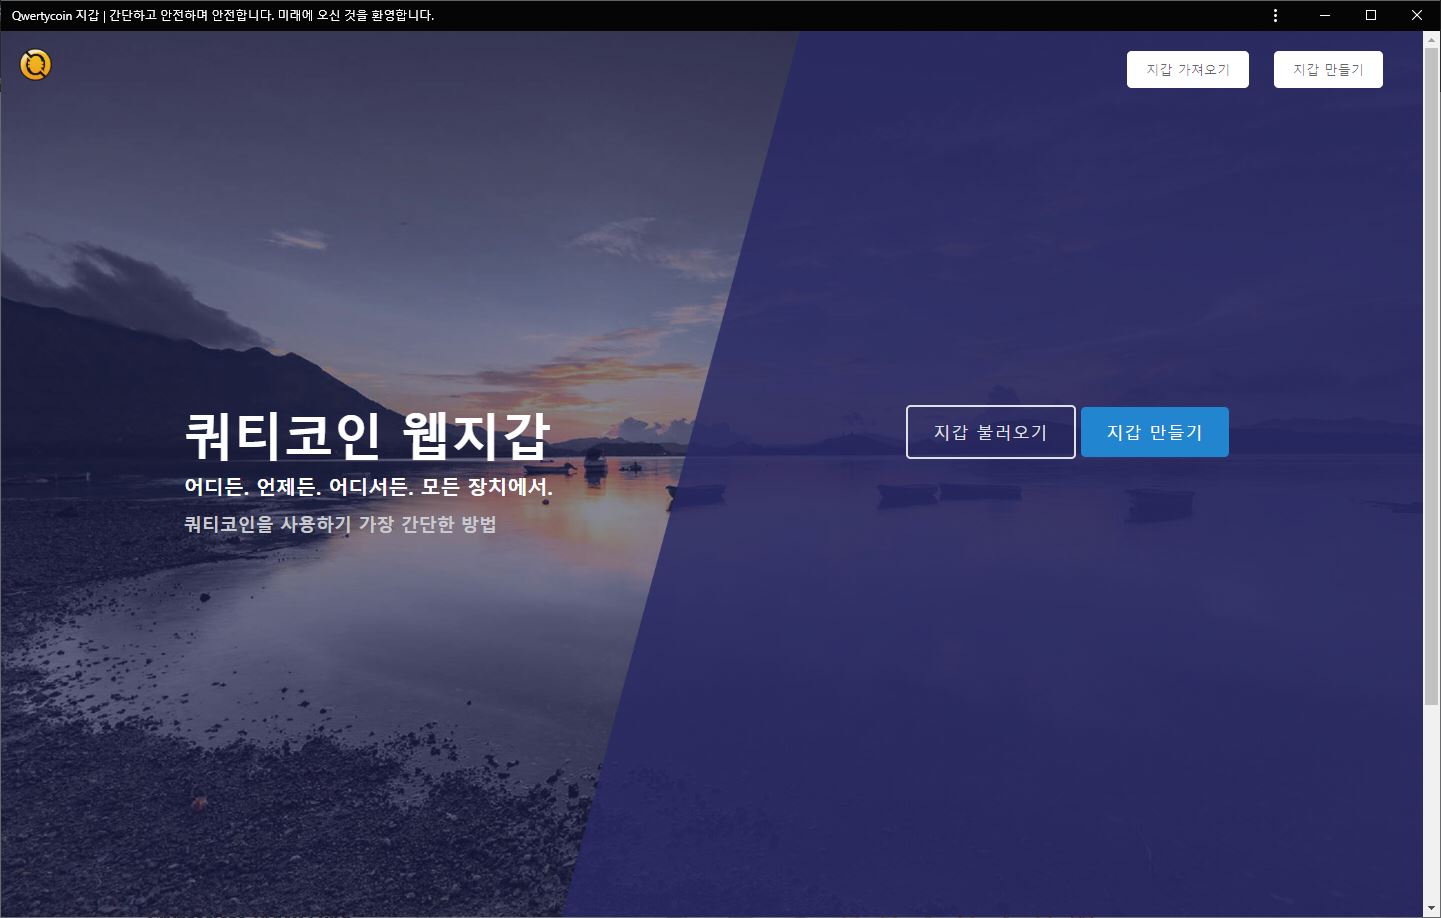 Qwertycoin 지갑 | 간단하고 안전하며 안전합니다. 미래에 오신 것을 환영합니다.
지갑 가져오기
지갑 만들기
쿼티코인 웹지갑
어디든. 언제든. 어디서든. 모든 장치에서.
쿼티코인을 사용하기 가장 간단한 방법
지갑 불러오기
지갑 만들기